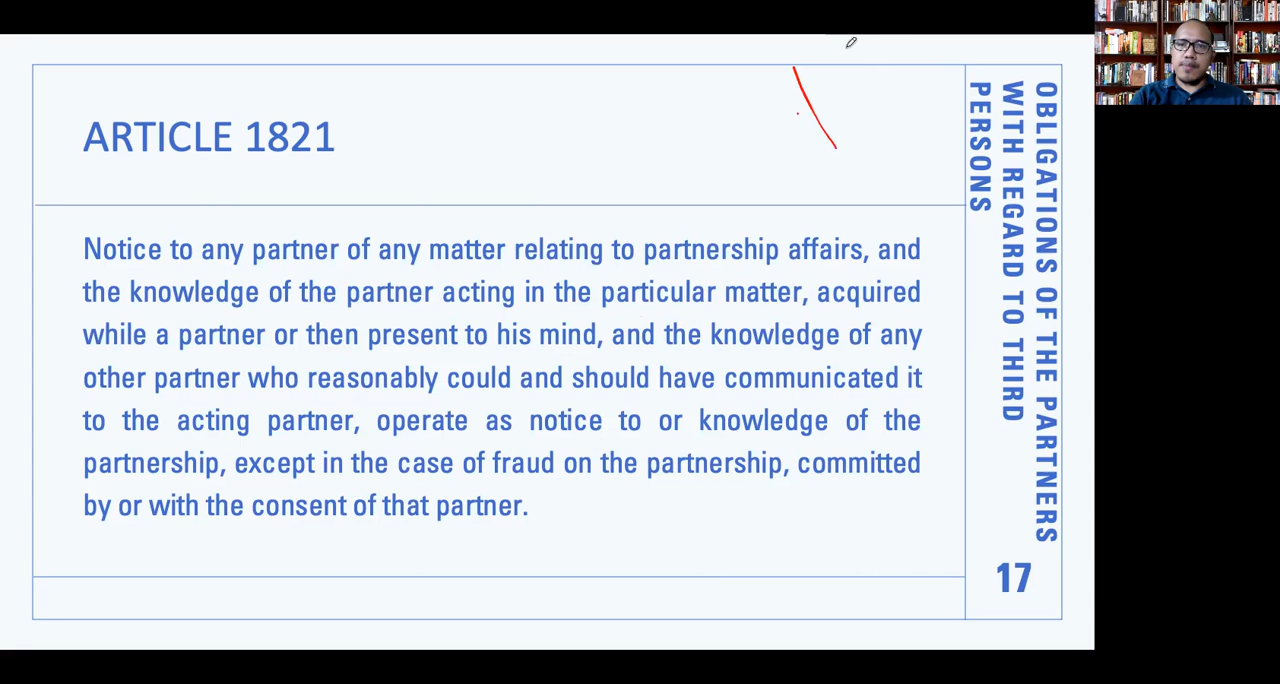 ARTICLE 1821
Notice to any partner of any matter relating to partnership affairs, and
the knowledge of the partner acting in the particular matter, acquired
while a partner or then present to his mind, and the knowledge of any
other partner who reasonably could and should have communicated it
to the acting partner, operate as notice to or knowledge of the
partnership, except in the case of fraud on the partnership, committed
by or with the consent of that partner.
OBLIGATIONS OF THE PARTNERS
WITH REGARD TO THIRD
PERSONS
17